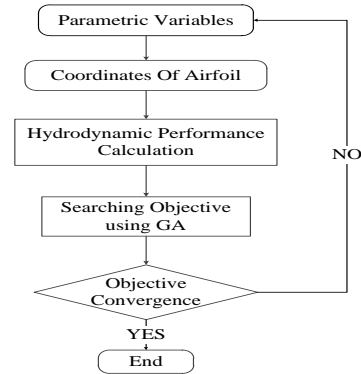 Parametric Variables
Coordinates Of Airfoil
Hydrodynamic Performance
Calculation
NO
Searching Objective
using GA
Objective
Convergence
YES
End